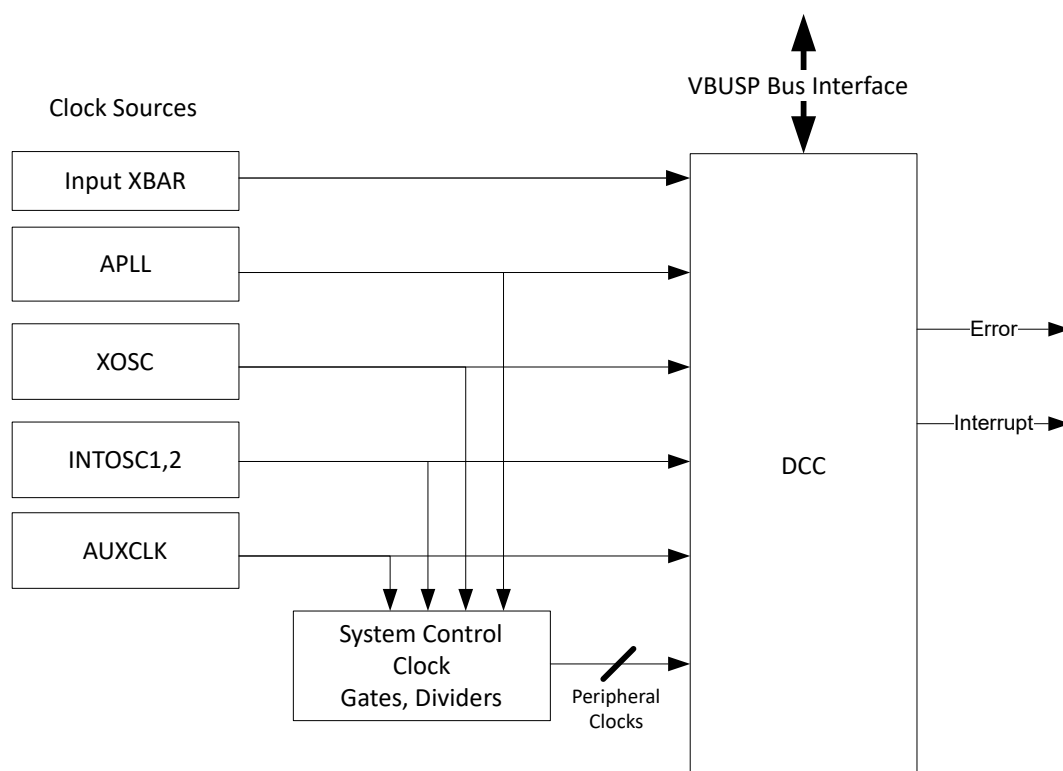 VBUSP Bus Interface
Clock Sources
Input XBAR
APLL
XOSC
INTOSC1,2
AUXCLK
System Control
Clock
Gates, Dividers
Peripheral
Clocks
DCC
Error
Interrupt